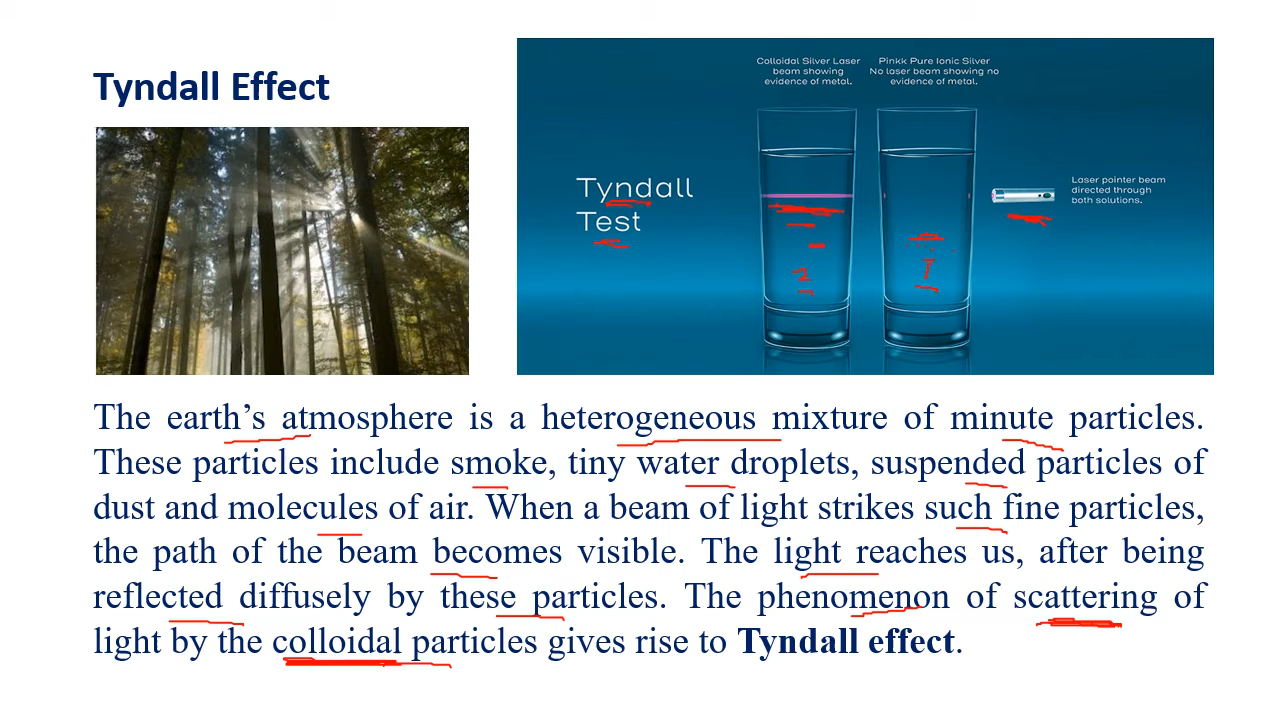 Tyndall Effect
Colloidal Silver Laser
beam showing
evidence of metal.
Pinkk Pure Ionic Silver
No laser beam showing no
evidence of metal.
Tyndall
Test
Laser pointer beam
directed through
both solutions.
2
1
The earth’s atmosphere is a heterogeneous mixture of minute particles.
These particles include smoke, tiny water droplets, suspended particles of
dust and molecules of air. When a beam of light strikes such fine particles,
the path of the beam becomes visible. The light reaches us, after being
reflected diffusely by these particles. The phenomenon of scattering of
light by the colloidal particles gives rise to Tyndall effect.